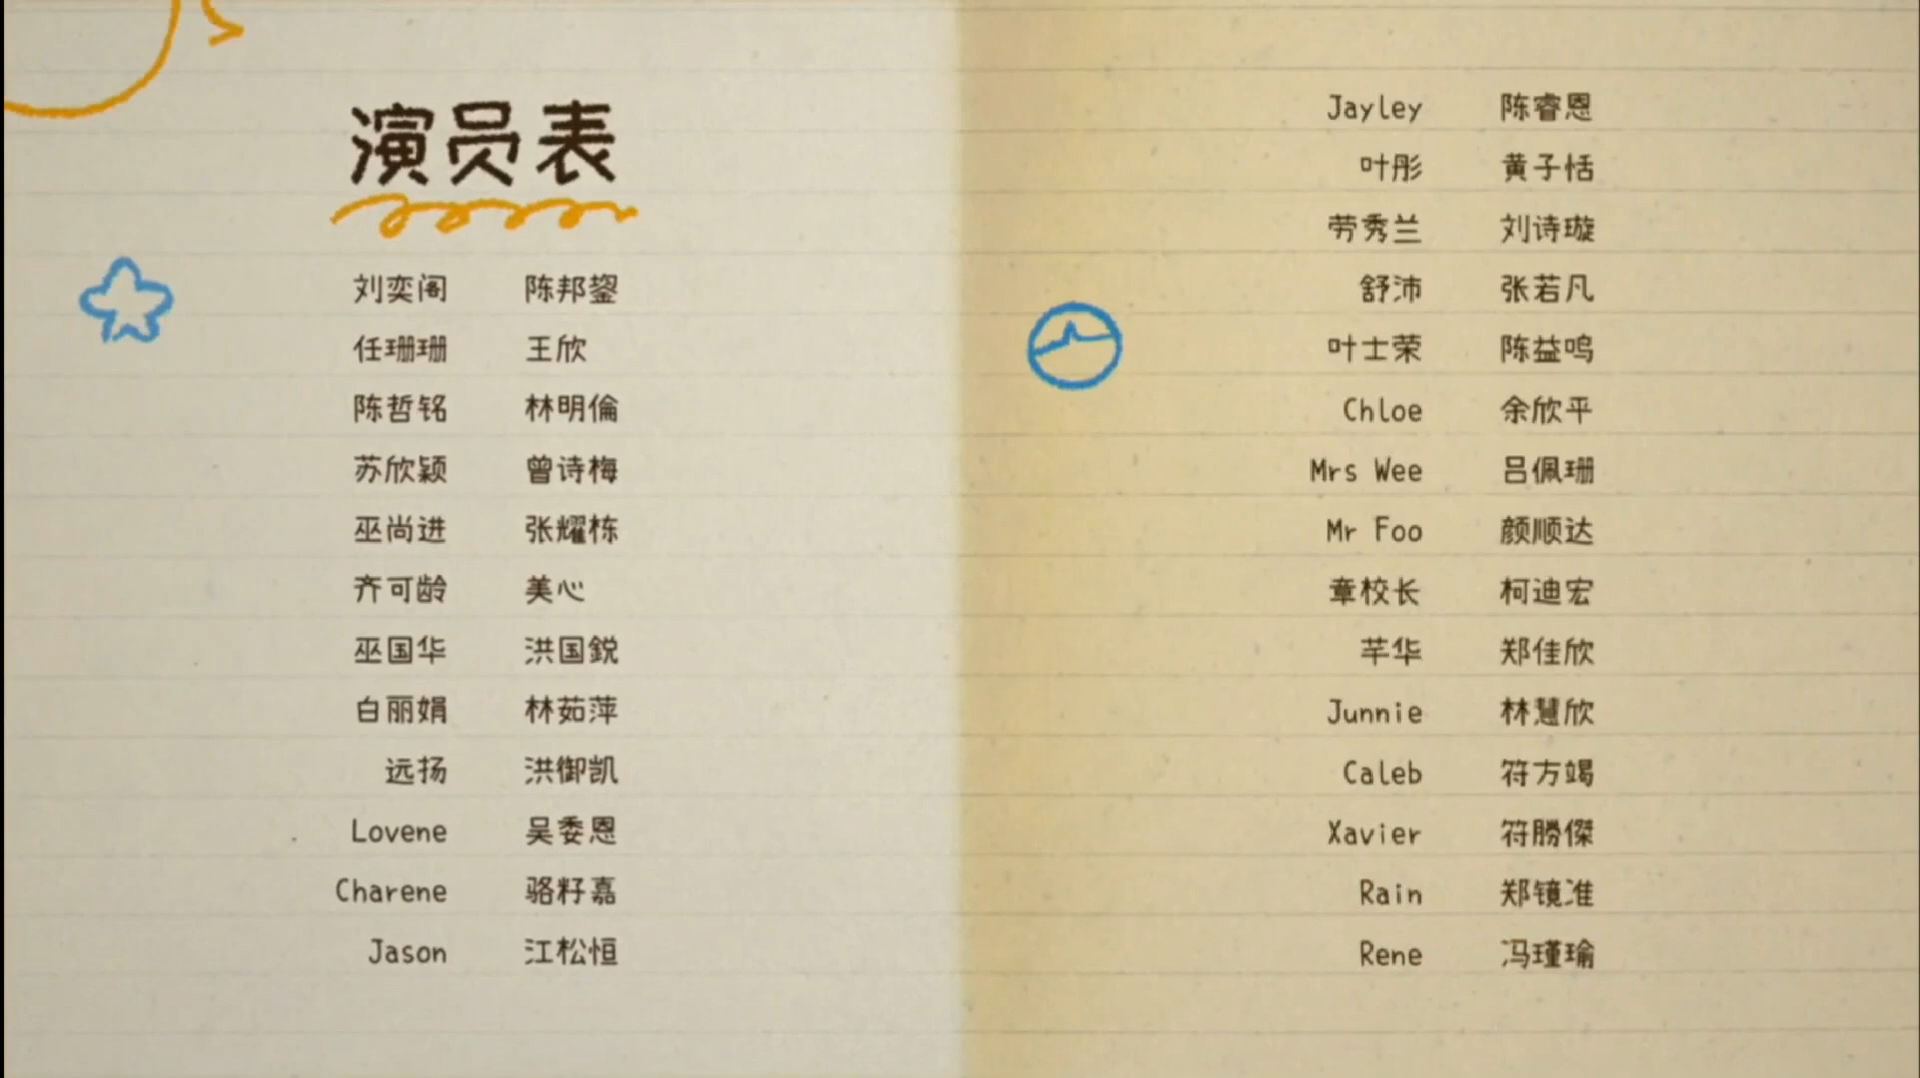 演员表
刘奕阁 陈邦鋆
任珊珊 王欣
陈哲铭 林明倫
苏欣颖 曾诗梅
巫尚进 张耀栋
齐可龄 美心
巫国华 洪国鋭
白丽娟 林茹萍
远扬 洪御凯
Lovene 吴委恩
Charene 骆籽嘉
Jason 江松恒
Jayley 陈睿恩
叶彤 黄子恬
劳秀兰 刘诗璇
舒沛 张若凡
叶士荣 陈益鸣
Chloe 余欣平
Mrs Wee 吕佩珊
Mr Foo 颜顺达
章校长 柯迪宏
芊华 郑佳欣
Junnie 林慧欣
Caleb 符方竭
Xavier 符勝傑
Rain 郑镜淮
Rene 冯瑾瑜